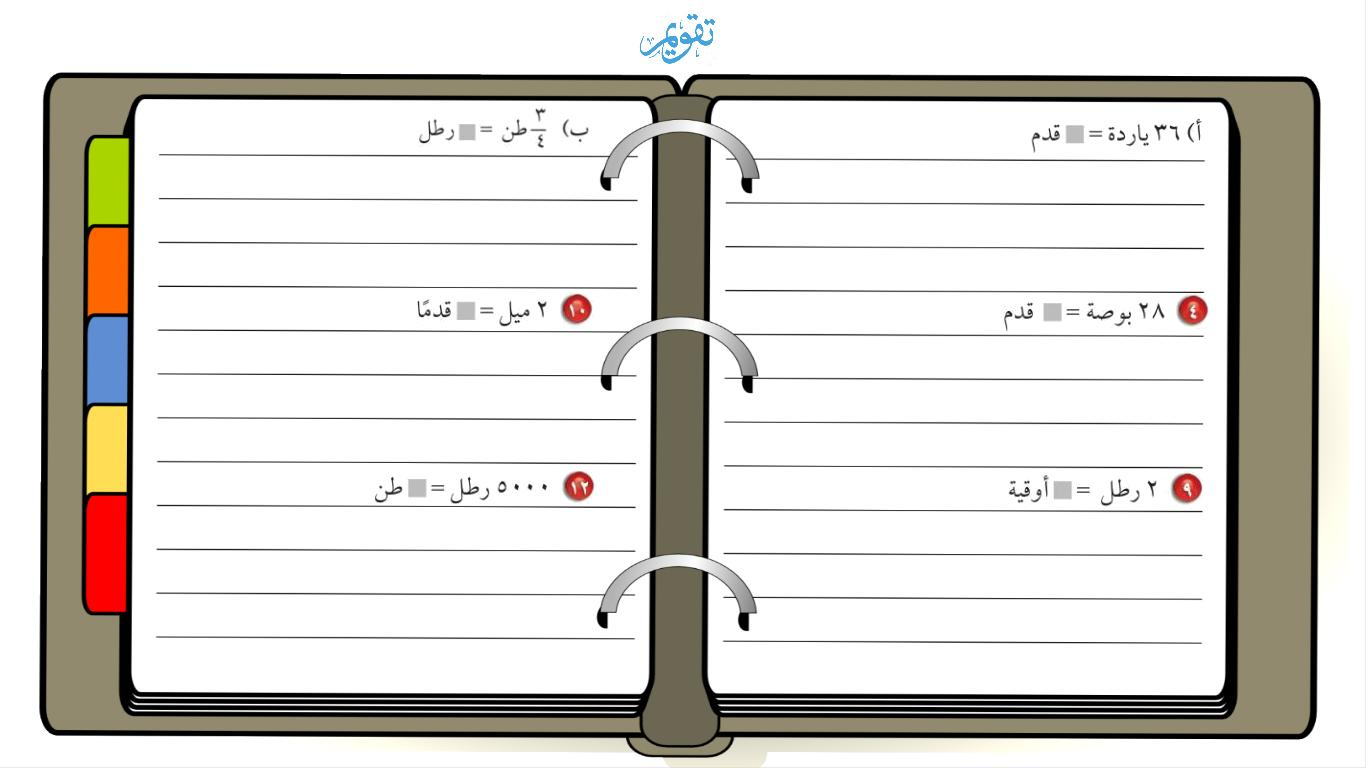 تقويم
أ) ٣٦ ياردة = ■ قدم
٤ ٢٨ بوصة = ■ قدم
٩ ٢ رطل = ■ أوقية
ب) ٣/٤ طن = ■ رطل
١٠ ٢ ميل = ■ قدمًا
١٢ ٥٠٠٠ رطل = ■ طن